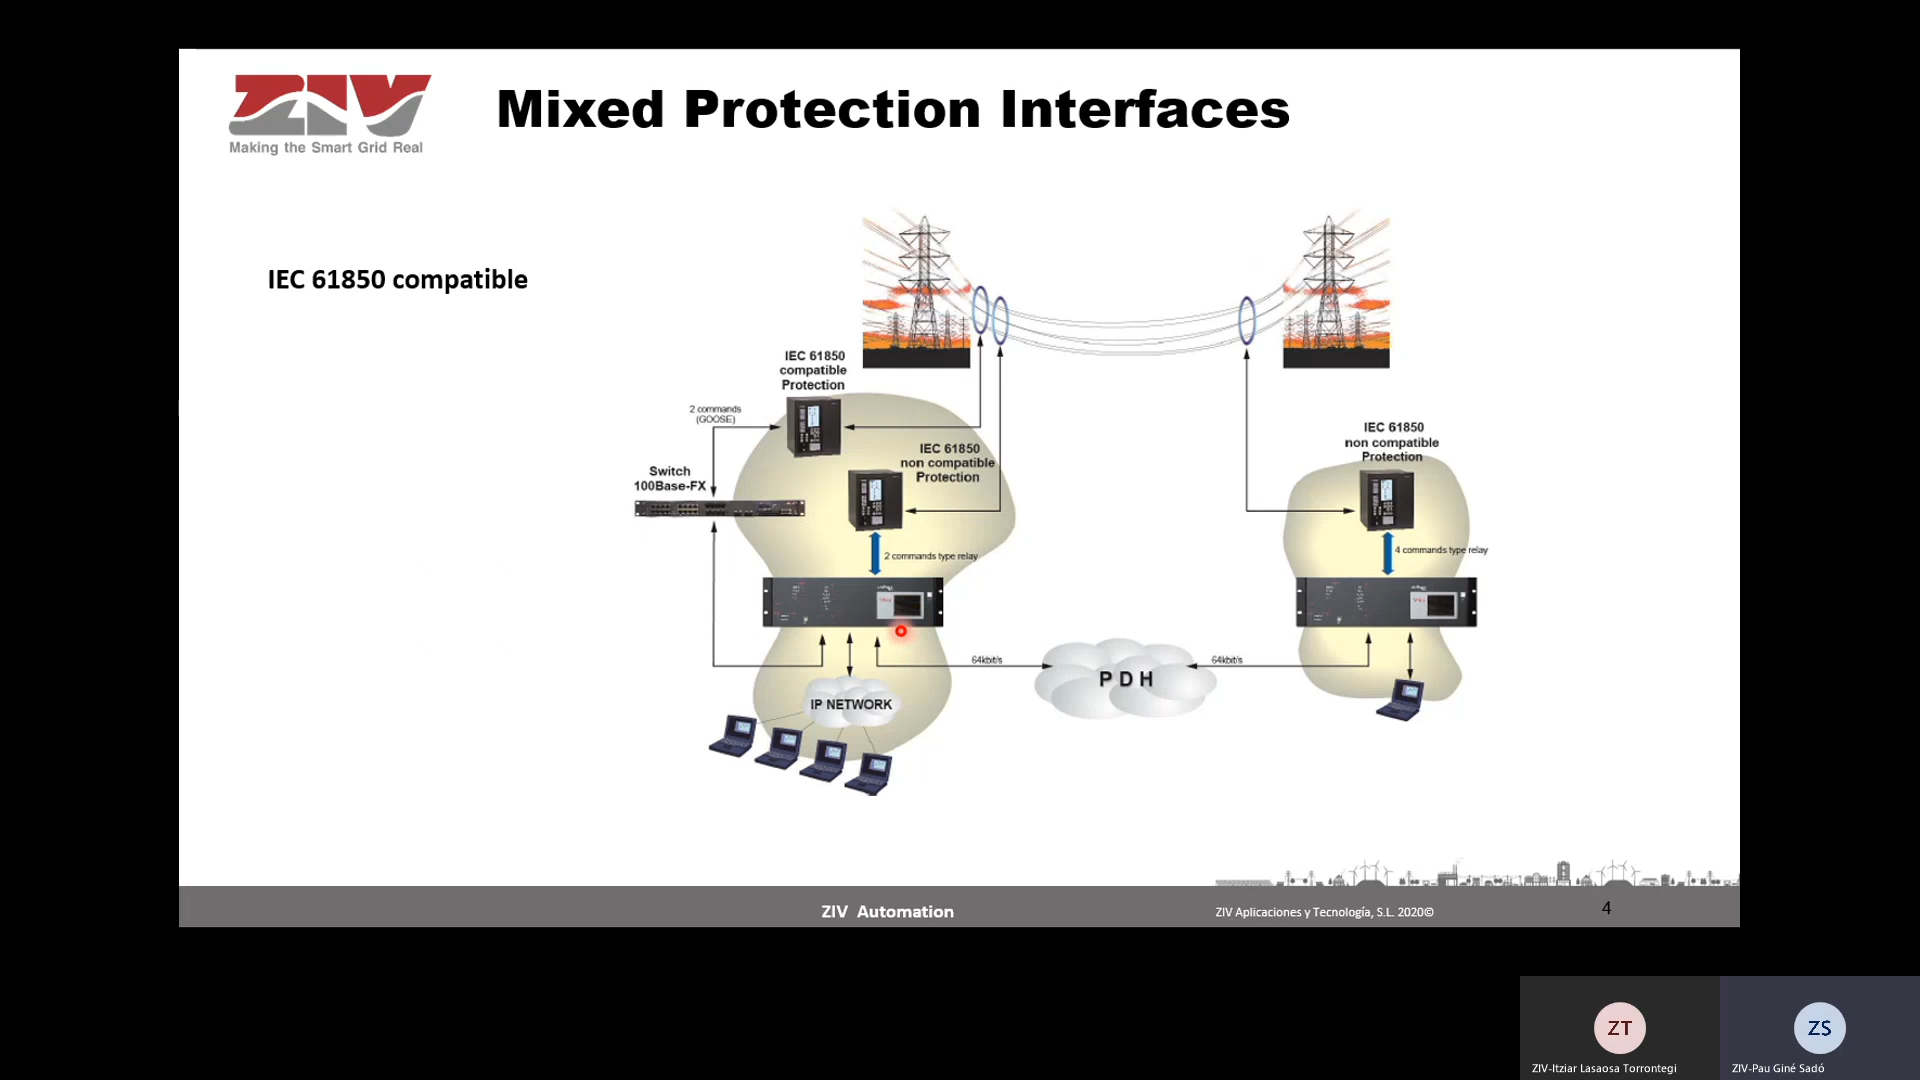 ZIV
Making the Smart Grid Real
Mixed Protection Interfaces
IEC 61850 compatible
IEC 61850
compatible
Protection
2 commands
(GOOSE)
IEC 61850
non compatible
Protection
Switch
100Base-FX
2 commands type relay
IEC 61850
non compatible
Protection
4 commands type relay
64kbit/s
PDH
64kbit/s
IP NETWORK
ZIV Automation
ZIV Aplicaciones y Tecnología, S.L. 2020©
4
ZT
ZS
ZIV-Itziar Lasaosa Torrontegi
ZIV-Pau Giné Sadó